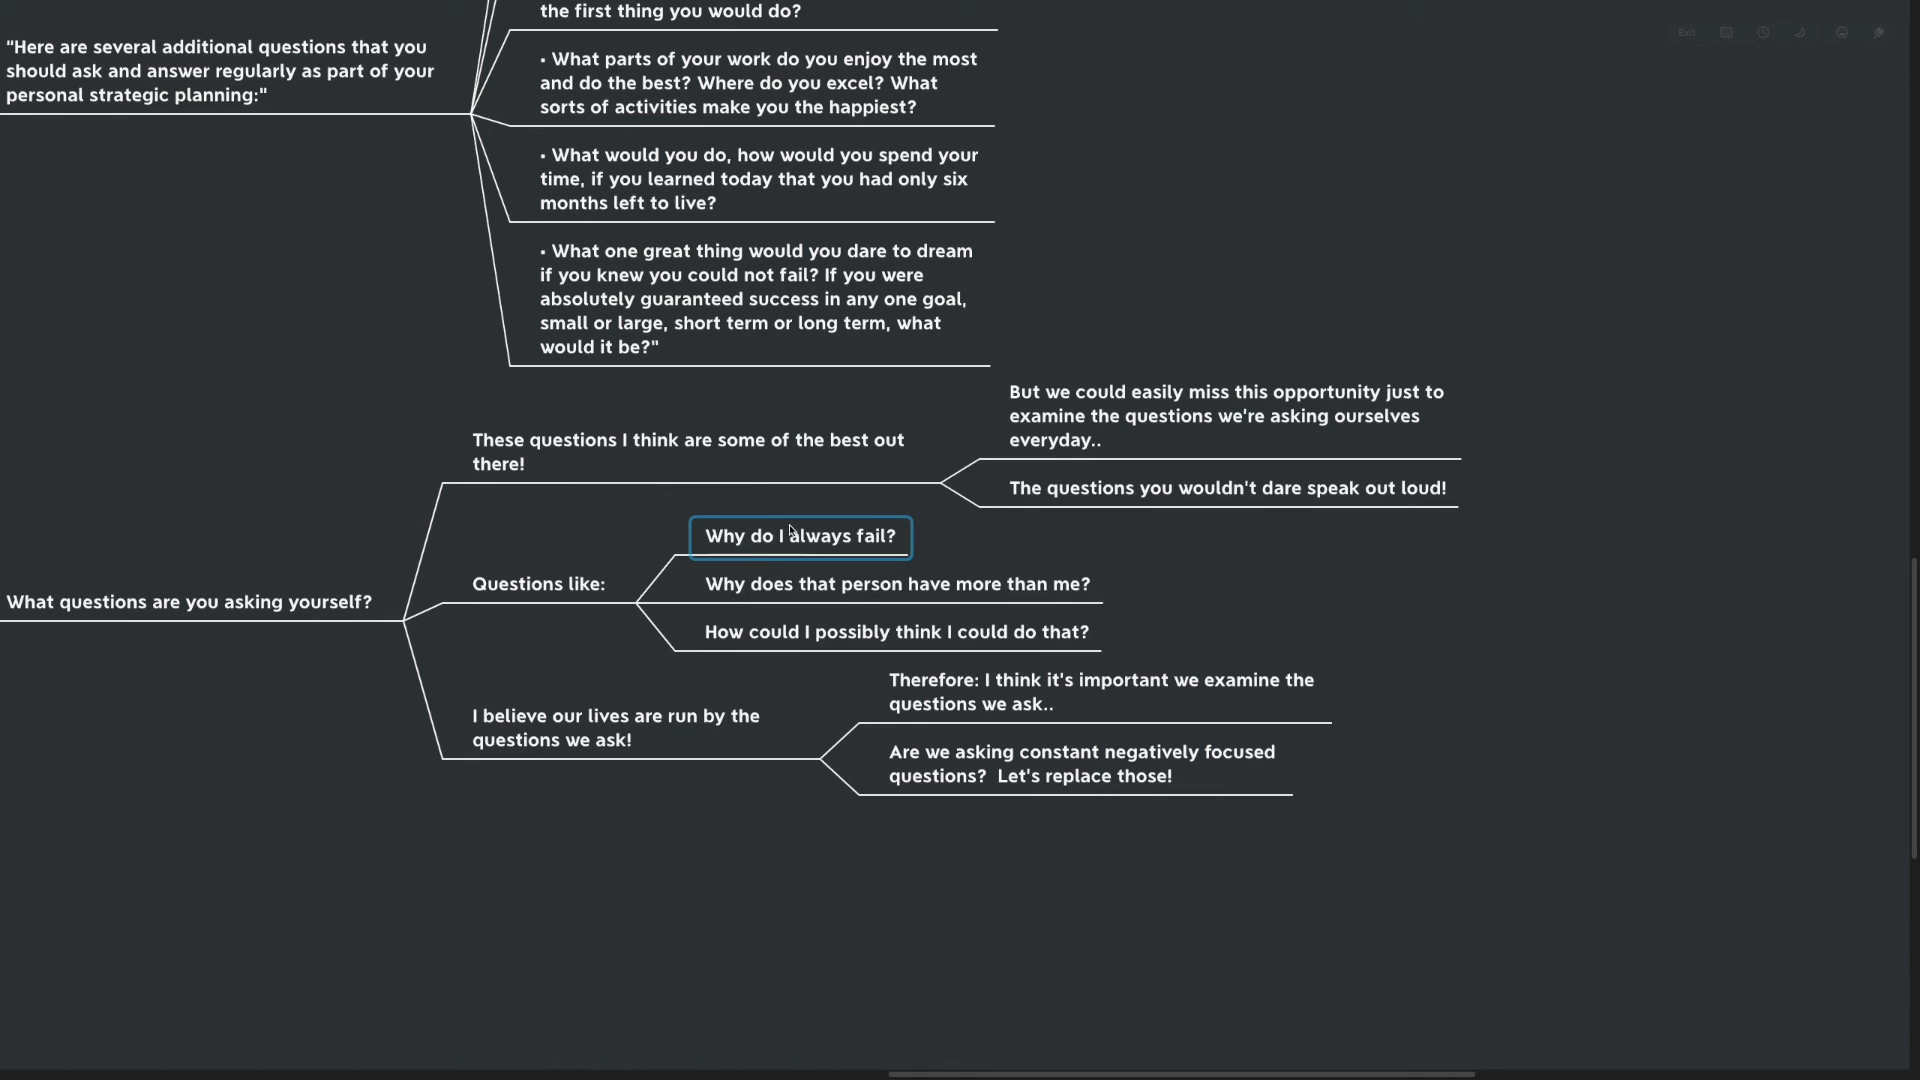 the first thing you would do?
"Here are several additional questions that you
should ask and answer regularly as part of your
personal strategic planning:"
• What parts of your work do you enjoy the most
and do the best? Where do you excel? What
sorts of activities make you the happiest?
• What would you do, how would you spend your
time, if you learned today that you had only six
months left to live?
• What one great thing would you dare to dream
if you knew you could not fail? If you were
absolutely guaranteed success in any one goal,
small or large, short term or long term, what
would it be?"
What questions are you asking yourself?
These questions I think are some of the best out
there!
But we could easily miss this opportunity just to
examine the questions we're asking ourselves
everyday..
The questions you wouldn't dare speak out loud!
Questions like:
Why do I always fail?
Why does that person have more than me?
How could I possibly think I could do that?
I believe our lives are run by the
questions we ask!
Therefore: I think it's important we examine the
questions we ask..
Are we asking constant negatively focused
questions?  Let's replace those!
Exit